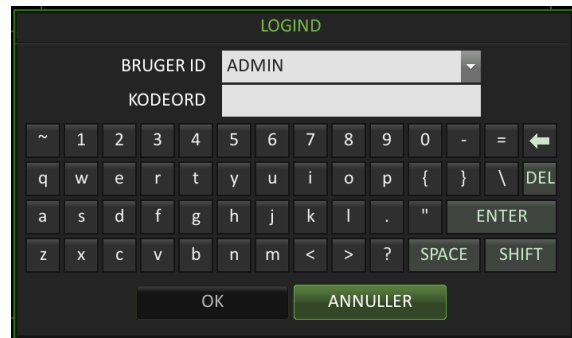 LOGIND
BRUGER ID ADMIN
KODEORD
~ 1 2 3 4 5 6 7 8 9 0 - = ←
q w e r t y u i o p { } \ DEL
a s d f g h j k l . " ENTER
z x c v b n m < > ? SPACE SHIFT
OK ANNULLER